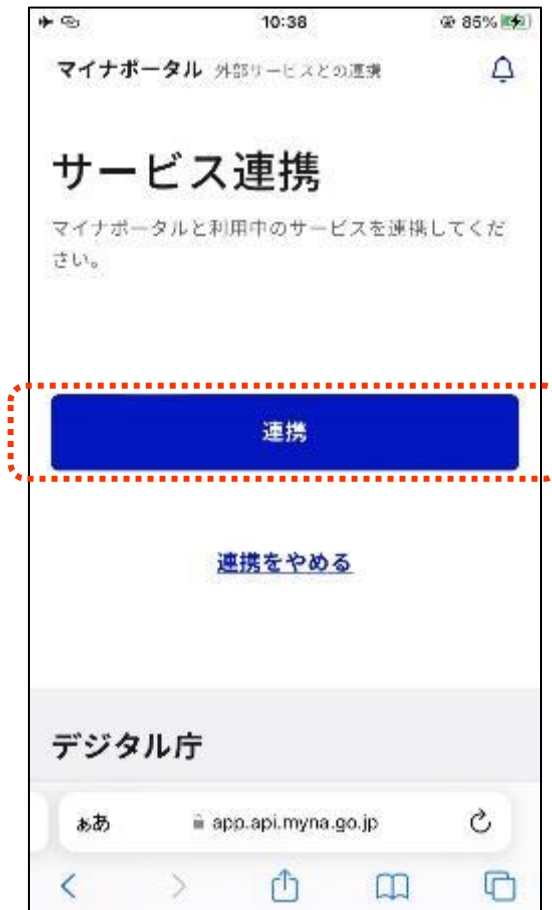 10:38
85%
マイナポータル 外部サービスとの連携
サービス連携
マイナポータルと利用中のサービスを連携してくだ
さい。
連携
連携をやめる
デジタル庁
ぁあ app.api.myna.go.jp